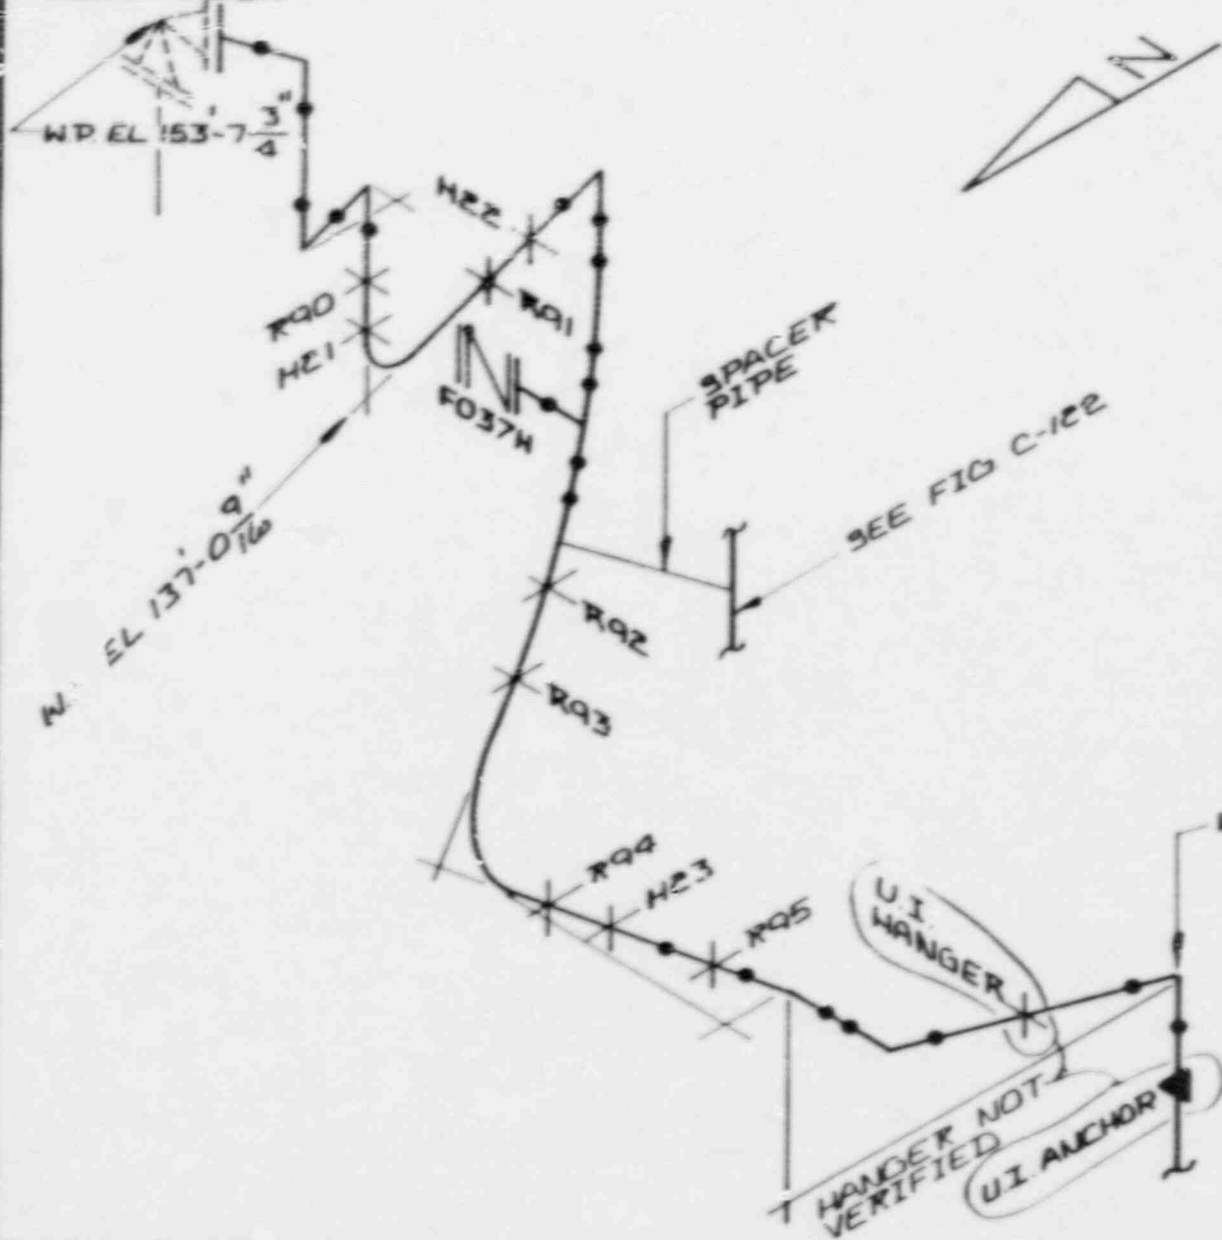 N
W.P. EL 153'-7 3/4"
H22
R90
R91
H21
SPACER
PIPE
F037H
SEE FIG C-122
EL 137'-0 9/16"
R92
R93
R94
H23
R95
U.I.
HANGER
HANGER NOT
VERIFIED
U.I. ANCHOR